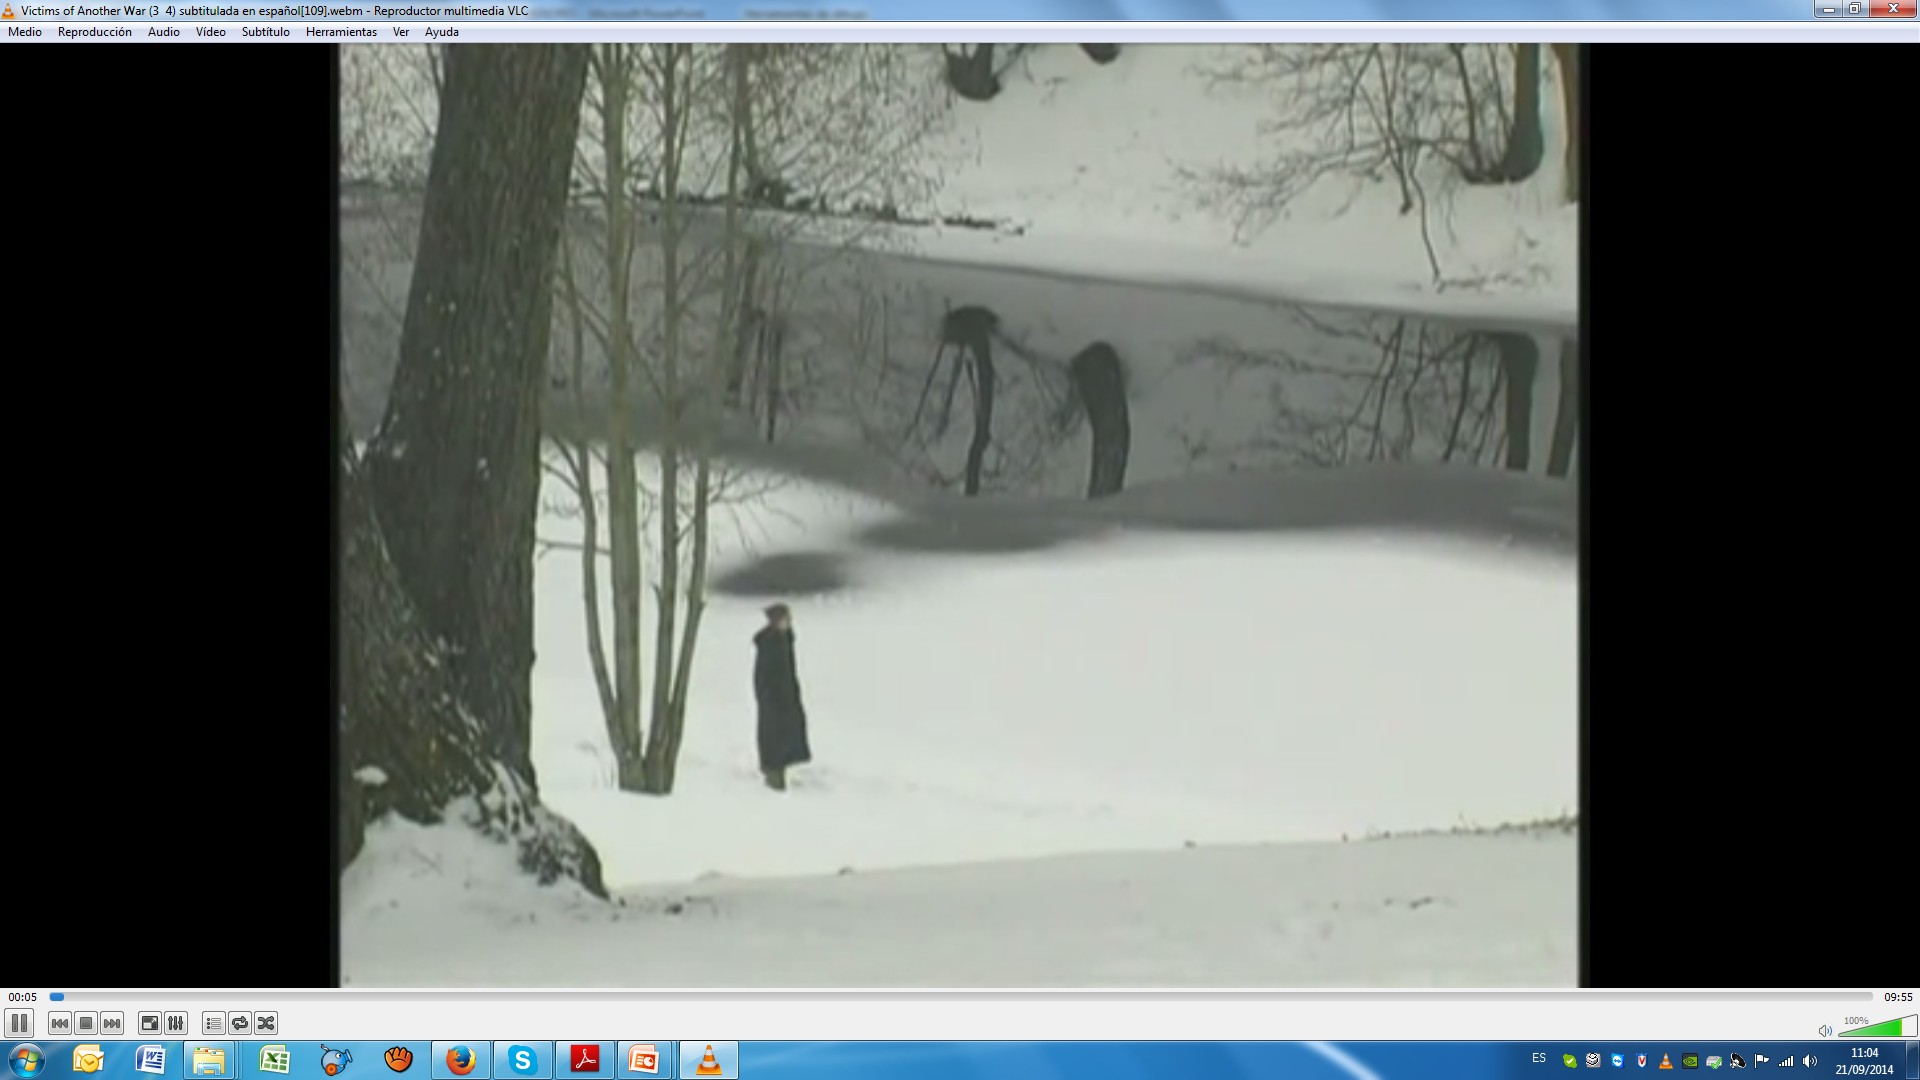 Victims of Another War (3  4) subtitulada en español[109].webm - Reproductor multimedia VLC
Medio Reproducción Audio Vídeo Subtítulo Herramientas Ver Ayuda
00:05 09:55
100%
ES 11:04
21/09/2014